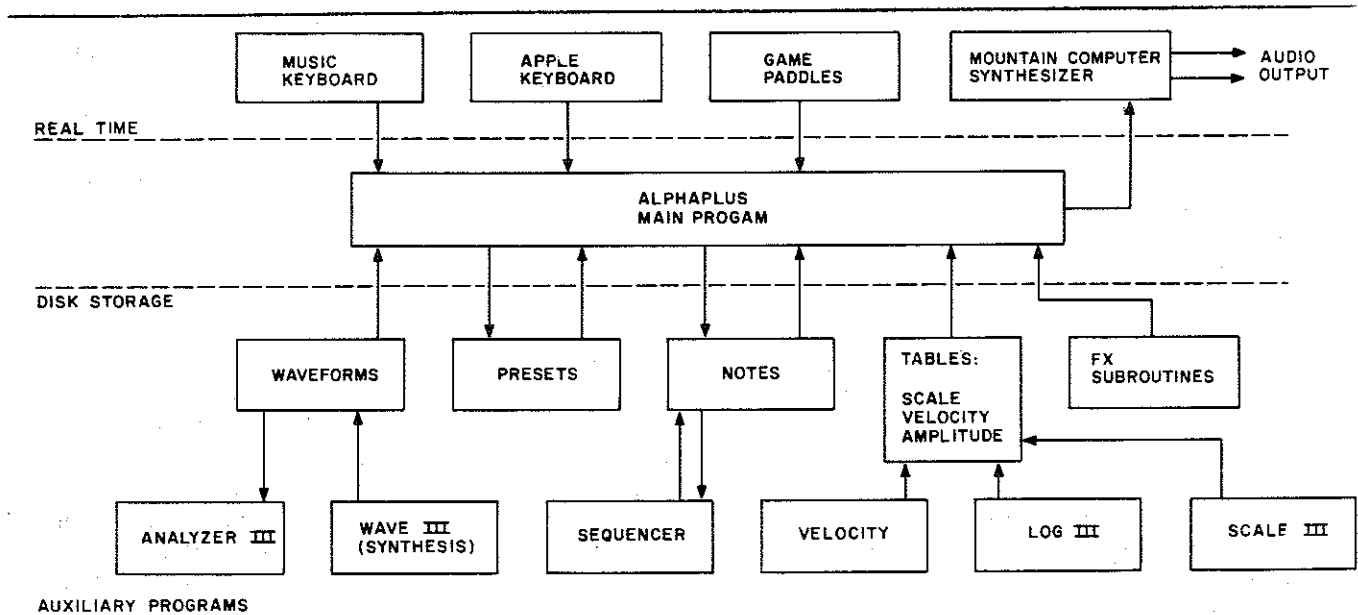 MUSIC
KEYBOARD
APPLE
KEYBOARD
GAME
PADDLES
MOUNTAIN COMPUTER
SYNTHESIZER
AUDIO
OUTPUT
REAL TIME
ALPHAPLUS
MAIN PROGAM
DISK STORAGE
WAVEFORMS
PRESETS
NOTES
TABLES:
SCALE
VELOCITY
AMPLITUDE
FX
SUBROUTINES
ANALYZER III
WAVE III
(SYNTHESIS)
SEQUENCER
VELOCITY
LOG III
SCALE III
AUXILIARY PROGRAMS